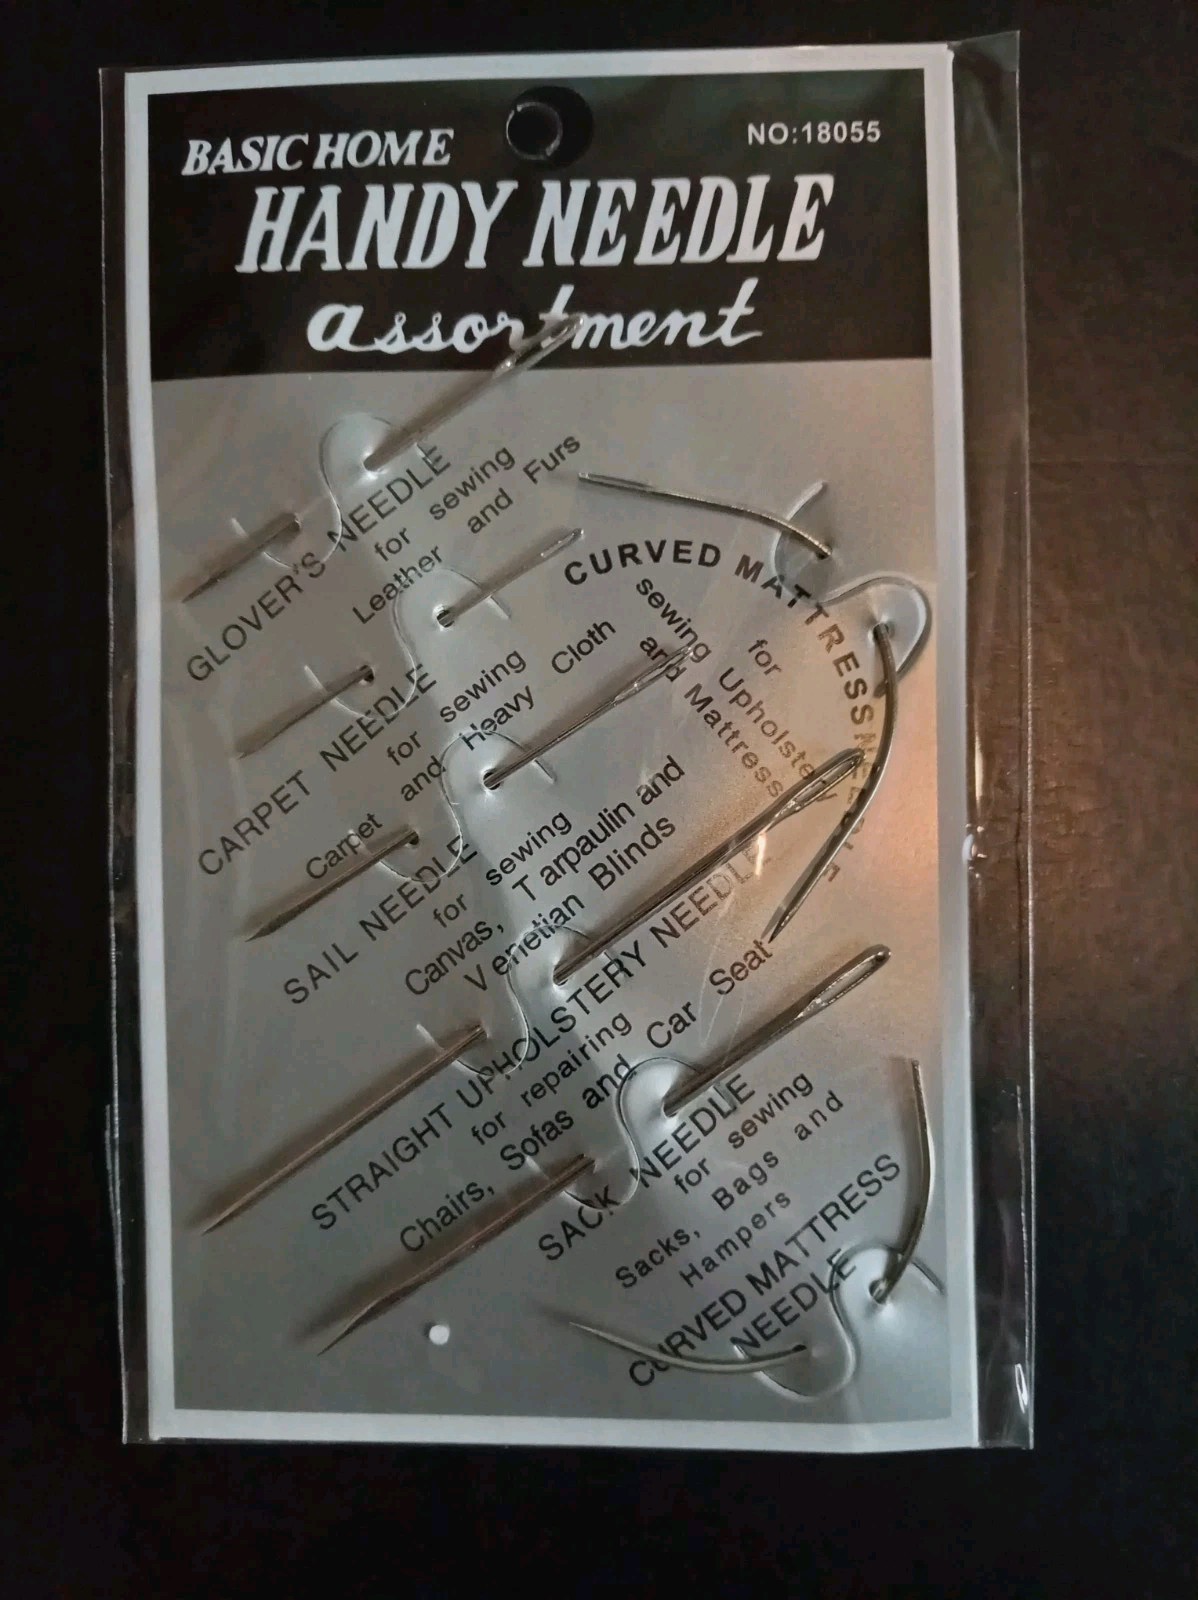 BASIC HOME
NO:18055
HANDY NEEDLE
assortment
GLOVER'S NEEDLE
for sewing
Leather and Furs
CURVED MATTRESS NEEDLE
for
sewing Upholstery
and Mattress
CARPET NEEDLE
for sewing
Carpet and Heavy Cloth
SAIL NEEDLE
for sewing
Canvas, T arpaulin and
V enetian Blinds
STRAIGHT UPHOLSTERY NEEDLE
for repairing
Chairs, Sofas and Car Seat
SACK NEEDLE
for sewing
Sacks, Bags and
Hampers
CURVED MATTRESS
NEEDLE